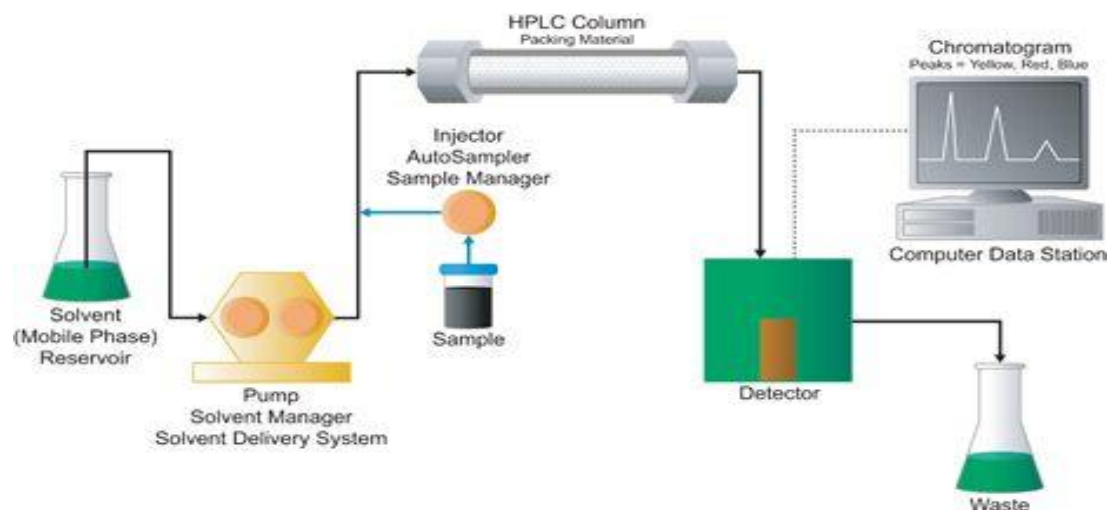 HPLC Column
Packing Material
Chromatogram
Peaks = Yellow, Red, Blue
Injector
AutoSampler
Sample Manager
Solvent
(Mobile Phase)
Reservoir
Sample
Computer Data Station
Pump
Solvent Manager
Solvent Delivery System
Detector
Waste